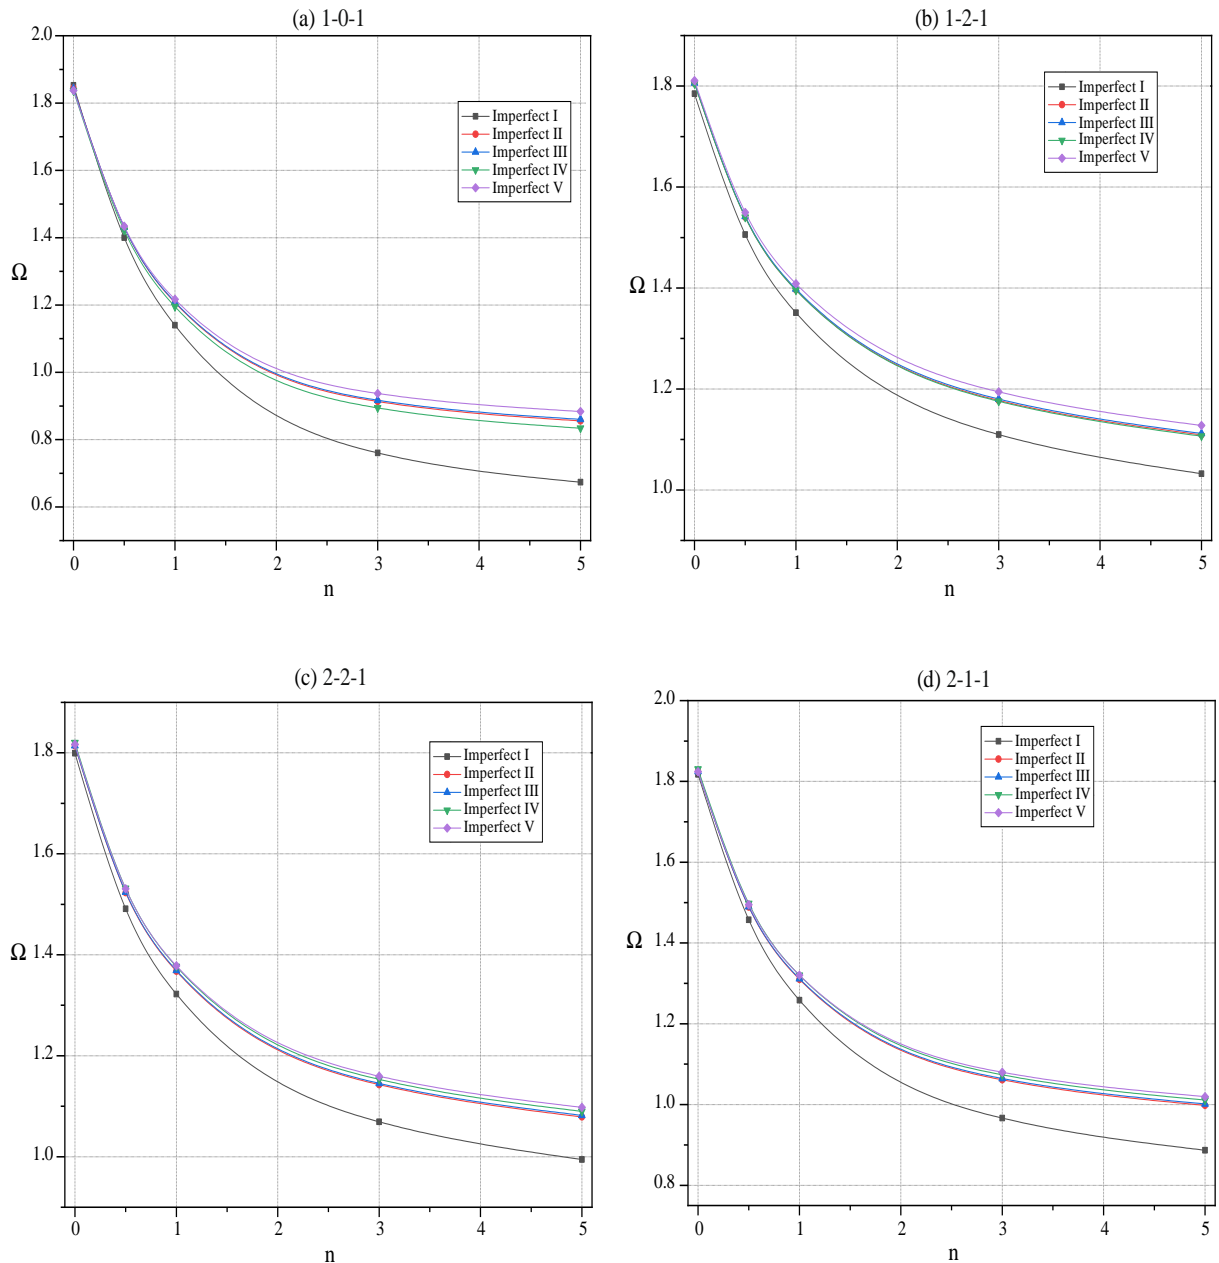 (a) 1-0-1
2.0
1.8
1.6
1.4
1.2
1.0
0.8
0.6
Ω
0
1
2
3
4
5
n
Imperfect I
Imperfect II
Imperfect III
Imperfect IV
Imperfect V
(b) 1-2-1
1.8
1.6
1.4
1.2
1.0
Ω
0
1
2
3
4
5
n
Imperfect I
Imperfect II
Imperfect III
Imperfect IV
Imperfect V
(c) 2-2-1
1.8
1.6
1.4
1.2
1.0
Ω
0
1
2
3
4
5
n
Imperfect I
Imperfect II
Imperfect III
Imperfect IV
Imperfect V
(d) 2-1-1
2.0
1.8
1.6
1.4
1.2
1.0
0.8
Ω
0
1
2
3
4
5
n
Imperfect I
Imperfect II
Imperfect III
Imperfect IV
Imperfect V